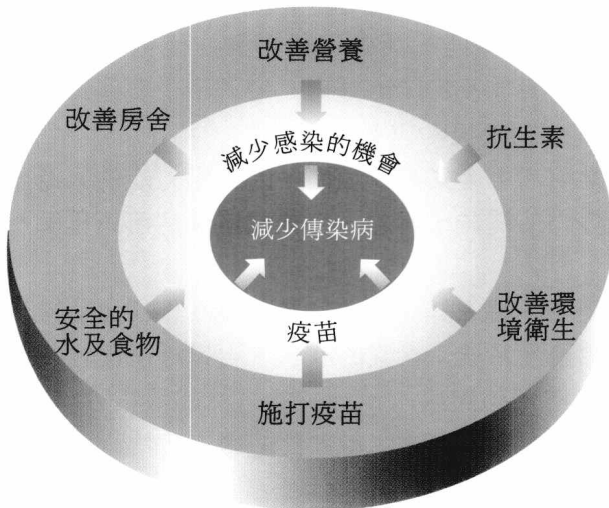 改善營養
改善房舍
抗生素
減少感染的機會
減少傳染病
安全的
水及食物
疫苗
改善環
境衛生
施打疫苗